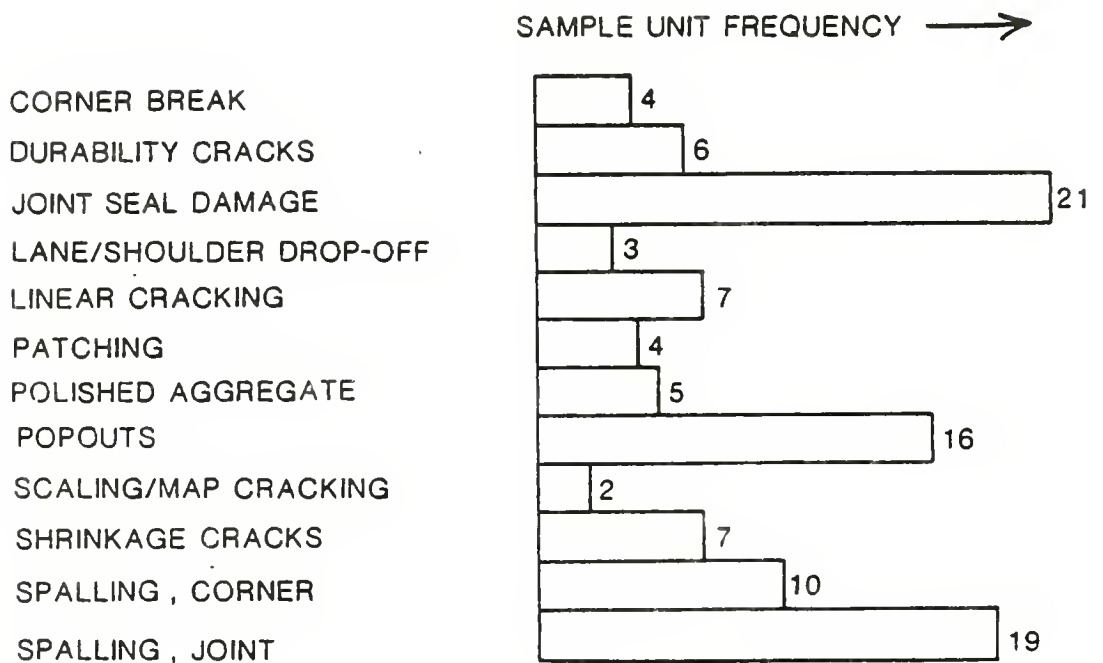 SAMPLE UNIT FREQUENCY
CORNER BREAK 4
DURABILITY CRACKS 6
JOINT SEAL DAMAGE 21
LANE/SHOULDER DROP-OFF 3
LINEAR CRACKING 7
PATCHING 4
POLISHED AGGREGATE 5
POPOUTS 16
SCALING/MAP CRACKING 2
SHRINKAGE CRACKS 7
SPALLING , CORNER 10
SPALLING , JOINT 19